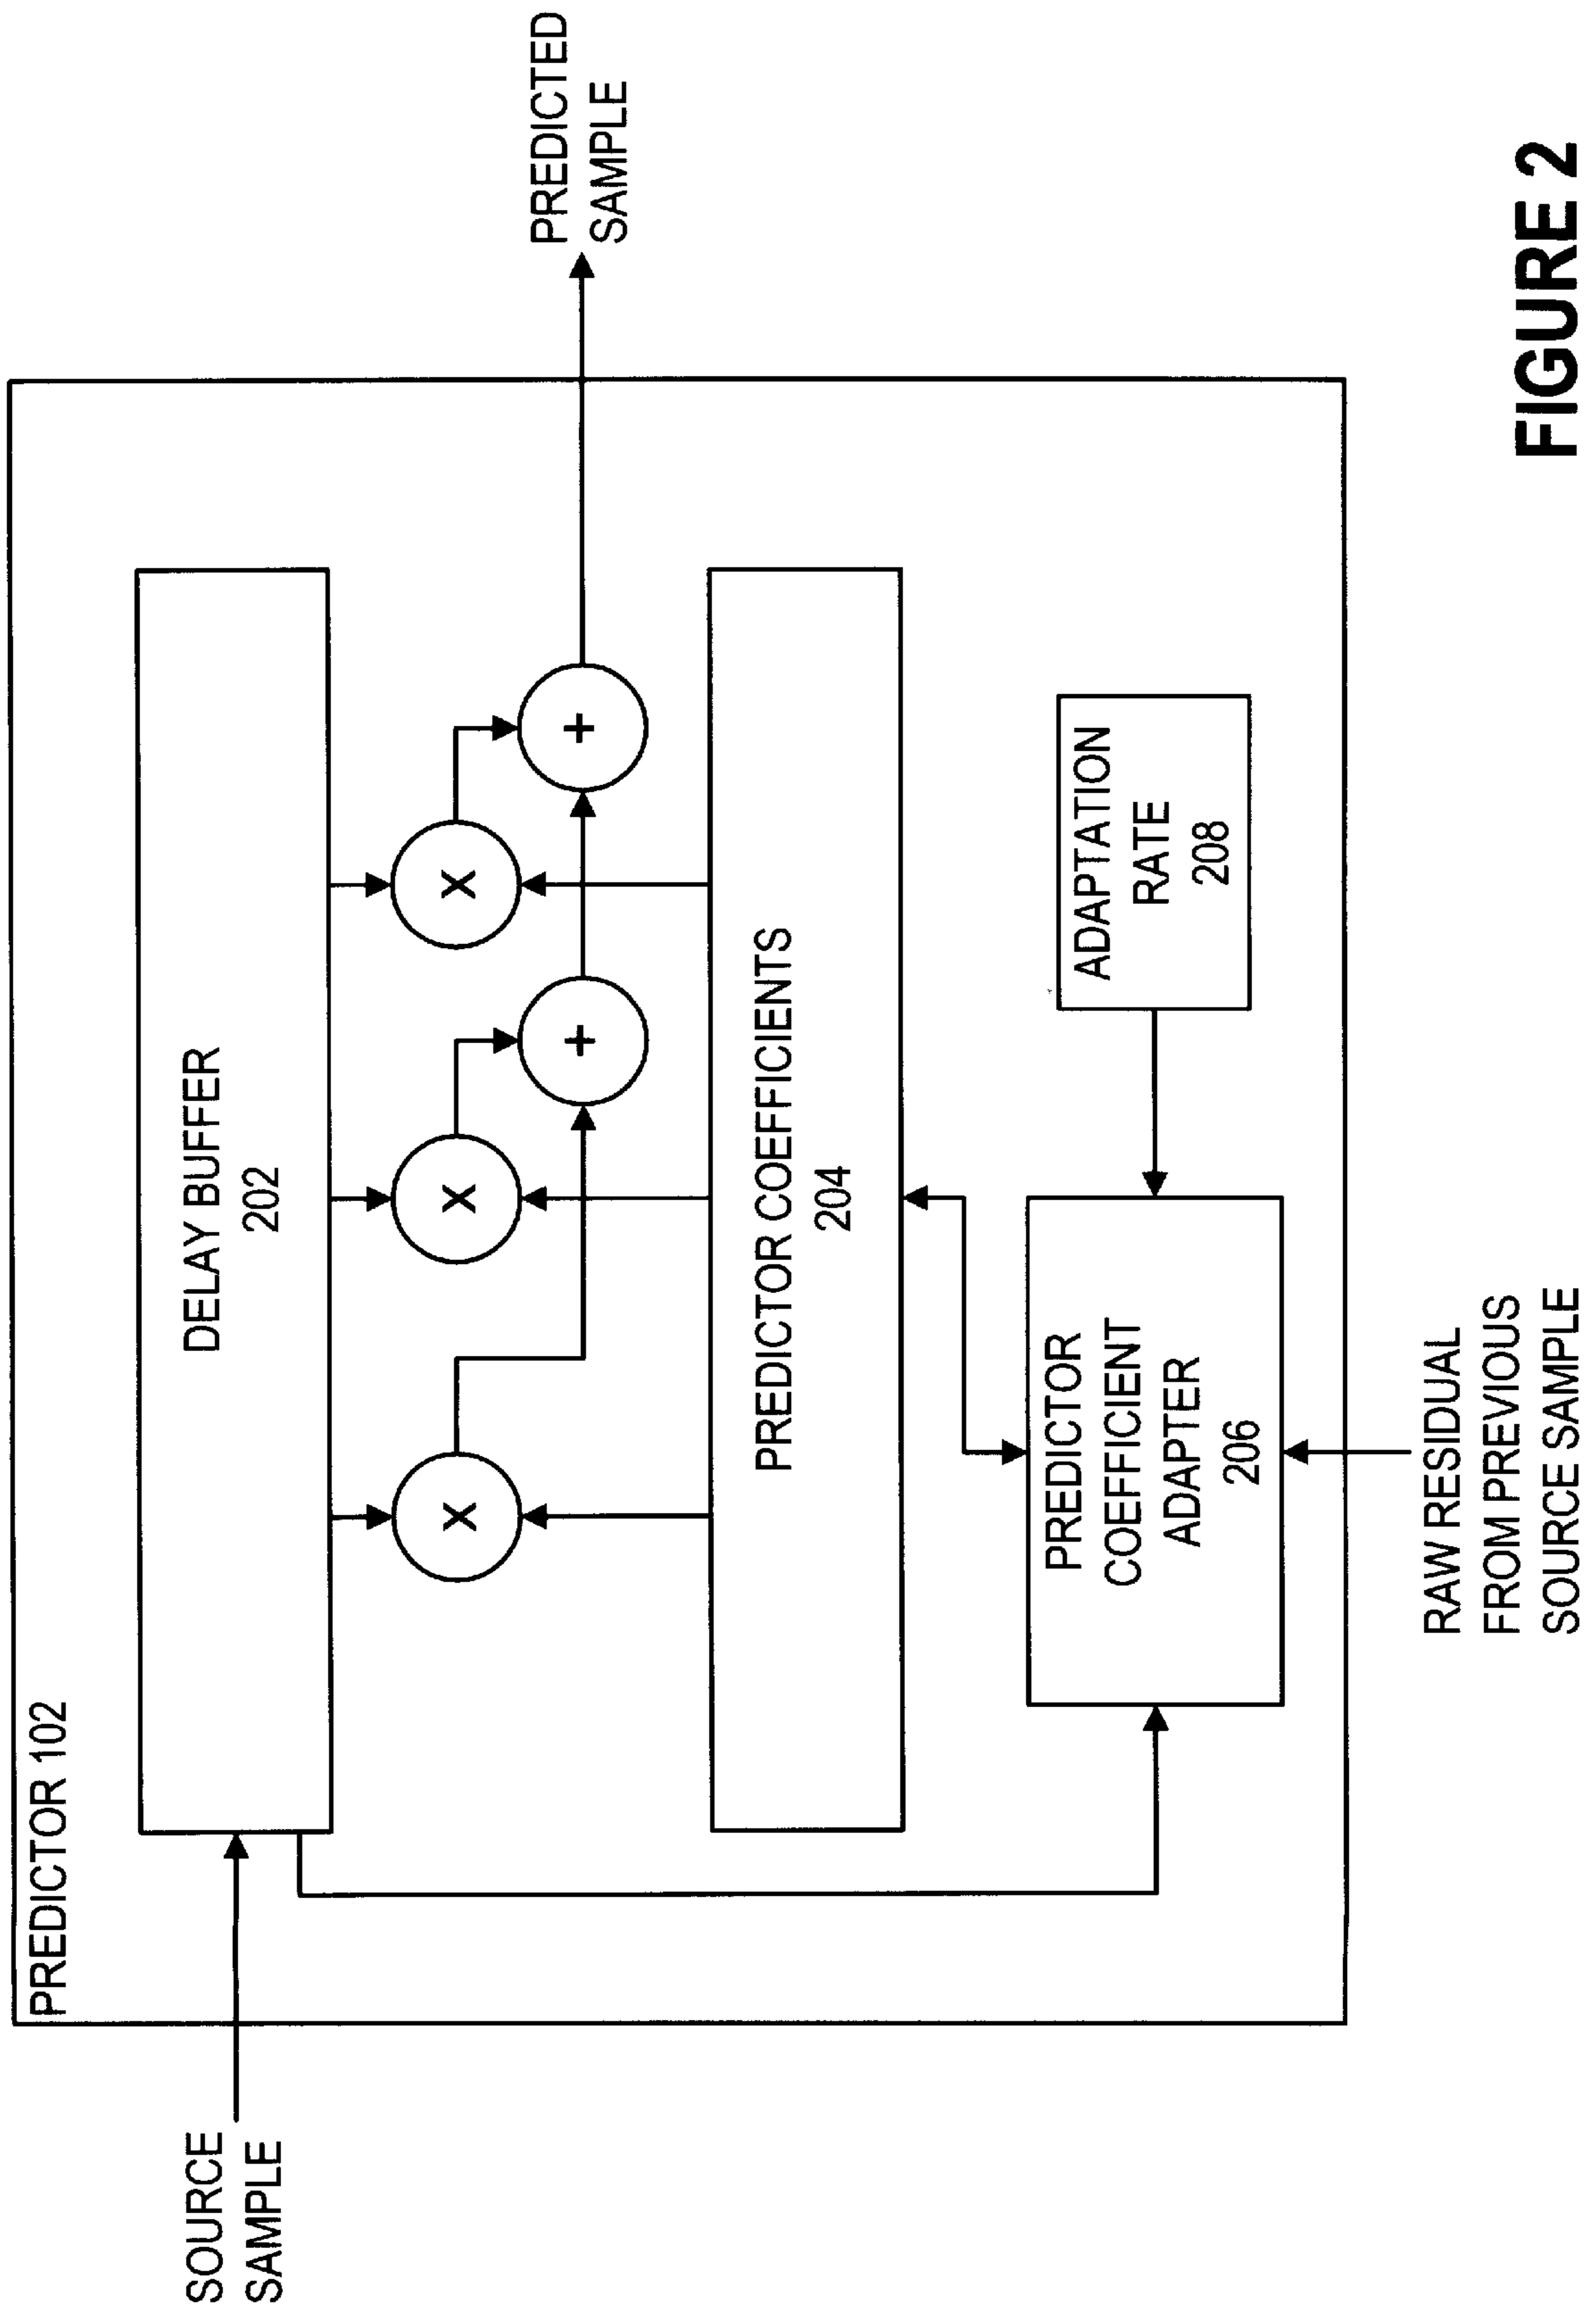 PREDICTOR 102
SOURCE
SAMPLE
DELAY BUFFER
202
X
X
X
+
+
PREDICTED
SAMPLE
PREDICTOR COEFFICIENTS
204
PREDICTOR
COEFFICIENT
ADAPTER
206
ADAPTATION
RATE
208
RAW RESIDUAL
FROM PREVIOUS
SOURCE SAMPLE
FIGURE 2